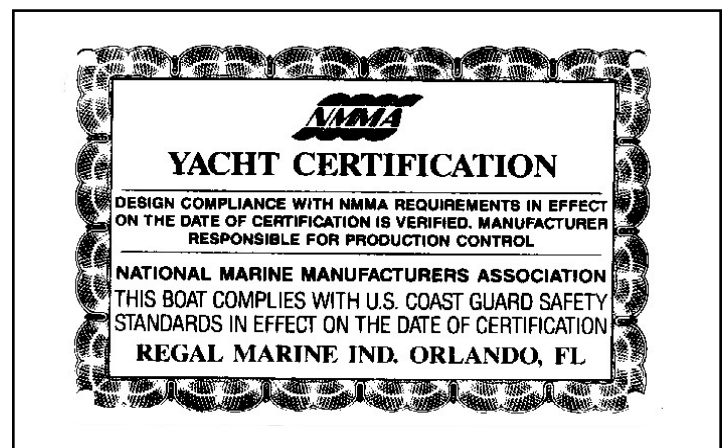 NMMA
YACHT CERTIFICATION
DESIGN COMPLIANCE WITH NMMA REQUIREMENTS IN EFFECT
ON THE DATE OF CERTIFICATION IS VERIFIED. MANUFACTURER
RESPONSIBLE FOR PRODUCTION CONTROL
NATIONAL MARINE MANUFACTURERS ASSOCIATION
THIS BOAT COMPLIES WITH U.S. COAST GUARD SAFETY
STANDARDS IN EFFECT ON THE DATE OF CERTIFICATION
REGAL MARINE IND. ORLANDO, FL